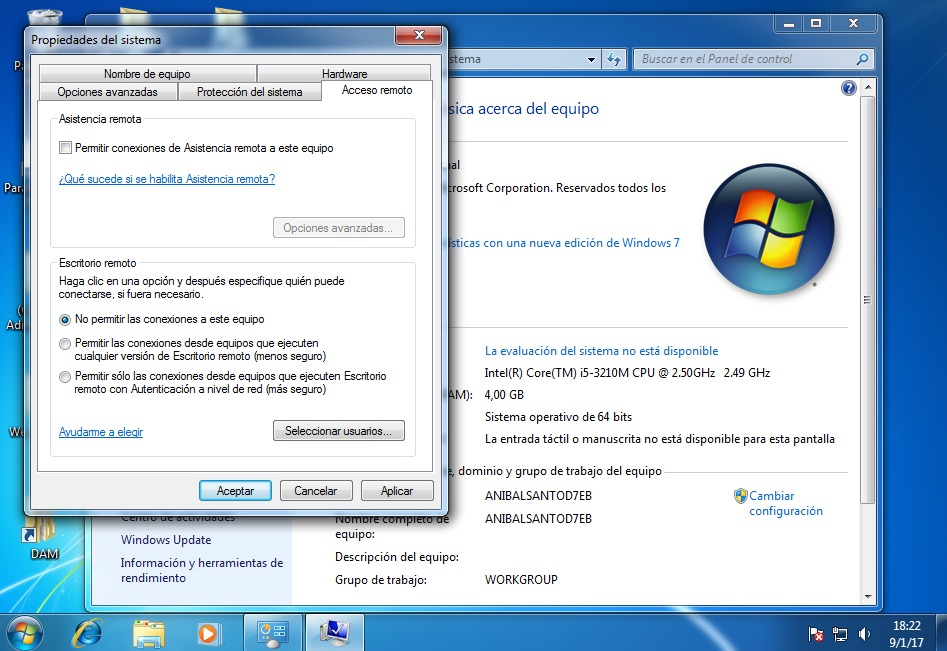 Propiedades del sistema
Nombre de equipo
Hardware
Opciones avanzadas
Protección del sistema
Acceso remoto
Asistencia remota
Permitir conexiones de Asistencia remota a este equipo
¿Qué sucede si se habilita Asistencia remota?
Opciones avanzadas...
Escritorio remoto
Haga clic en una opción y después especifique quién puede
conectarse, si fuera necesario.
No permitir las conexiones a este equipo
Permitir las conexiones desde equipos que ejecuten
cualquier versión de Escritorio remoto (menos seguro)
Permitir sólo las conexiones desde equipos que ejecuten Escritorio
remoto con Autenticación a nivel de red (más seguro)
Ayudarme a elegir
Seleccionar usuarios...
Aceptar
Cancelar
Aplicar
stema
Buscar en el Panel de control
sica acerca del equipo
nal
crosoft Corporation. Reservados todos los
ísticas con una nueva edición de Windows 7
La evaluación del sistema no está disponible
Intel(R) Core(TM) i5-3210M CPU @ 2.50GHz 2.49 GHz
AM): 4,00 GB
Sistema operativo de 64 bits
La entrada táctil o manuscrita no está disponible para esta pantalla
e, dominio y grupo de trabajo del equipo
ANIBALSANTOD7EB
Cambiar
configuración
Nombre completo de
equipo:
ANIBALSANTOD7EB
Descripción del equipo:
Grupo de trabajo:
WORKGROUP
Centro de actividades
Windows Update
Información y herramientas de
rendimiento
DAM
18:22
9/1/17